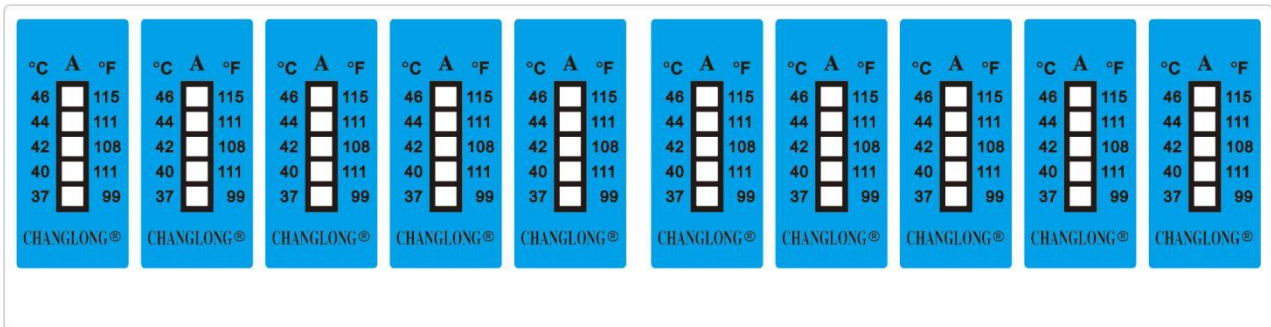 °C A °F °C A °F °C A °F °C A °F °C A °F °C A °F °C A °F °C A °F °C A °F °C A °F
46 115 46 115 46 115 46 115 46 115 46 115 46 115 46 115 46 115 46 115
44 111 44 111 44 111 44 111 44 111 44 111 44 111 44 111 44 111 44 111
42 108 42 108 42 108 42 108 42 108 42 108 42 108 42 108 42 108 42 108
40 111 40 111 40 111 40 111 40 111 40 111 40 111 40 111 40 111 40 111
37 99 37 99 37 99 37 99 37 99 37 99 37 99 37 99 37 99 37 99
CHANGLONG® CHANGLONG® CHANGLONG® CHANGLONG® CHANGLONG® CHANGLONG® CHANGLONG® CHANGLONG® CHANGLONG® CHANGLONG®